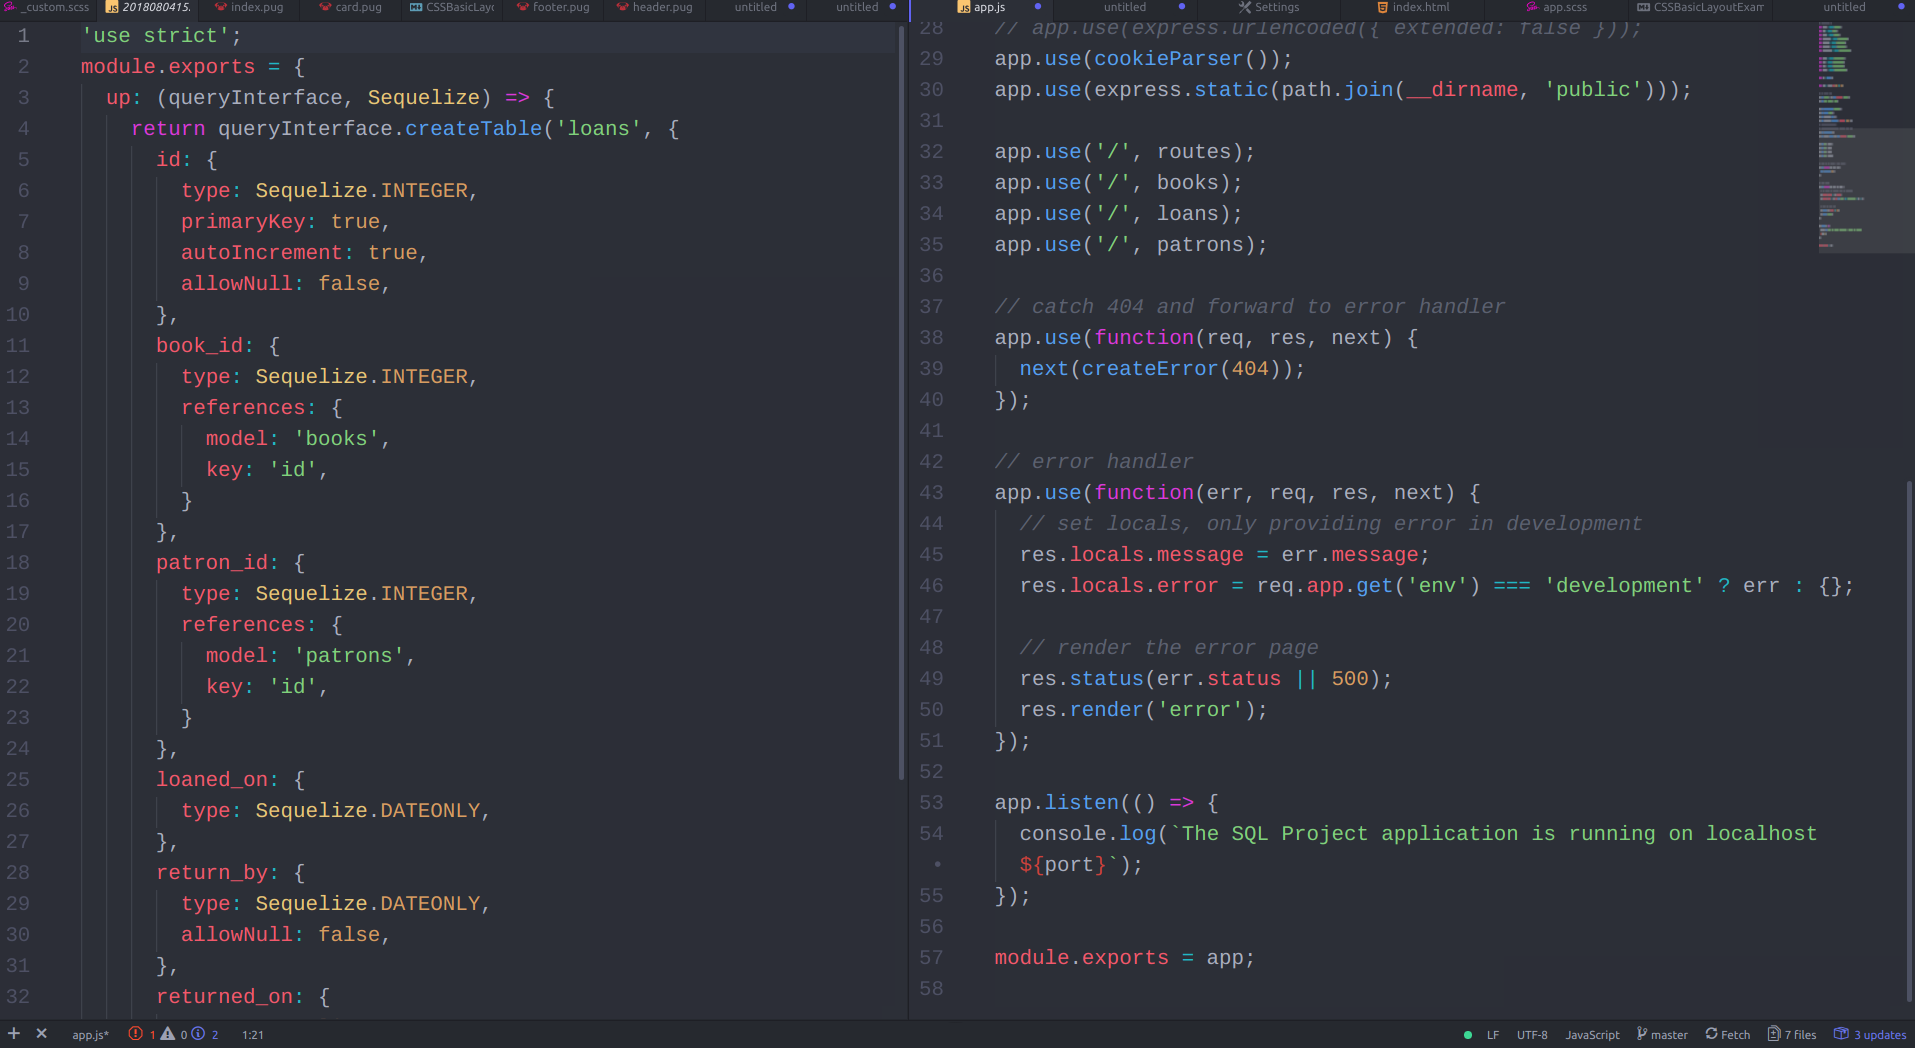 _custom.scss
2018080415.
index.pug
card.pug
CSSBasicLay
footer.pug
header.pug
untitled
untitled
1 'use strict';
2 module.exports = {
3 up: (queryInterface, Sequelize) => {
4 return queryInterface.createTable('loans', {
5 id: {
6 type: Sequelize.INTEGER,
7 primaryKey: true,
8 autoIncrement: true,
9 allowNull: false,
10 },
11 book_id: {
12 type: Sequelize.INTEGER,
13 references: {
14 model: 'books',
15 key: 'id',
16 }
17 },
18 patron_id: {
19 type: Sequelize.INTEGER,
20 references: {
21 model: 'patrons',
22 key: 'id',
23 }
24 },
25 loaned_on: {
26 type: Sequelize.DATEONLY,
27 },
28 return_by: {
29 type: Sequelize.DATEONLY,
30 allowNull: false,
31 },
32 returned_on: {
app.js
untitled
Settings
index.html
app.scss
CSSBasicLayoutExam
untitled
28 // app.use(express.urlencoded({ extended: false }));
29 app.use(cookieParser());
30 app.use(express.static(path.join(__dirname, 'public')));
31
32 app.use('/', routes);
33 app.use('/', books);
34 app.use('/', loans);
35 app.use('/', patrons);
36
37 // catch 404 and forward to error handler
38 app.use(function(req, res, next) {
39 next(createError(404));
40 });
41
42 // error handler
43 app.use(function(err, req, res, next) {
44 // set locals, only providing error in development
45 res.locals.message = err.message;
46 res.locals.error = req.app.get('env') === 'development' ? err : {};
47
48 // render the error page
49 res.status(err.status || 500);
50 res.render('error');
51 });
52
53 app.listen(() => {
54 console.log(`The SQL Project application is running on localhost
• ${port}`);
55 });
56
57 module.exports = app;
58
app.js* 1 0 2 1:21
LF UTF-8 JavaScript master Fetch 7 files 3 updates